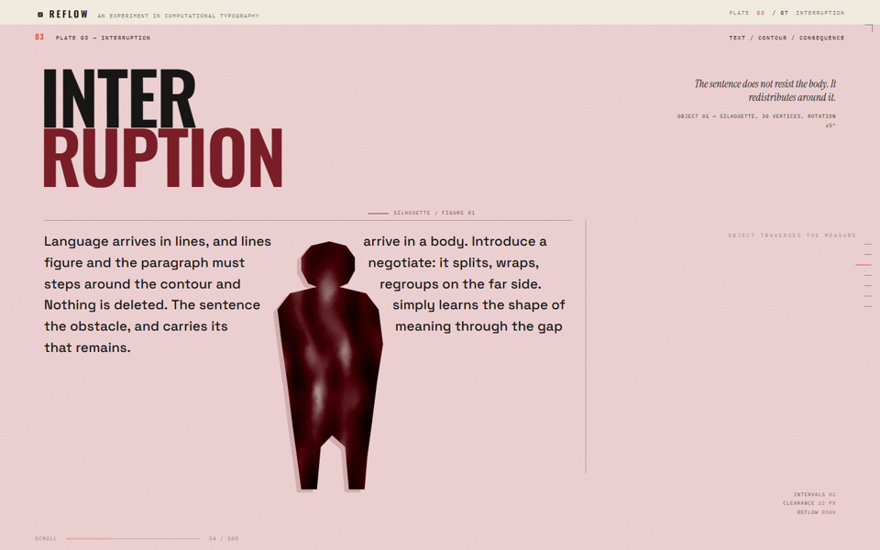 REFLOW AN EXPERIMENT IN COMPUTATIONAL TYPOGRAPHY
PLATE 03 / 07 INTERRUPTION
03 PLATE 03 — INTERRUPTION
TEXT / CONTOUR / CONSEQUENCE
INTER
RUPTION
The sentence does not resist the body. It
redistributes around it.
OBJECT 01 — SILHOUETTE, 30 VERTICES, ROTATION
SILHOUETTE / FIGURE 01
Language arrives in lines, and lines arrive in a body. Introduce a
figure and the paragraph must negotiate: it splits, wraps,
steps around the contour and regroups on the far side.
Nothing is deleted. The sentence simply learns the shape of
the obstacle, and carries its meaning through the gap
that remains.
OBJECT TRAVERSES THE MEASURE
INTERVALS 02
CLEARANCE 22 PX
REFLOW
SCROLL